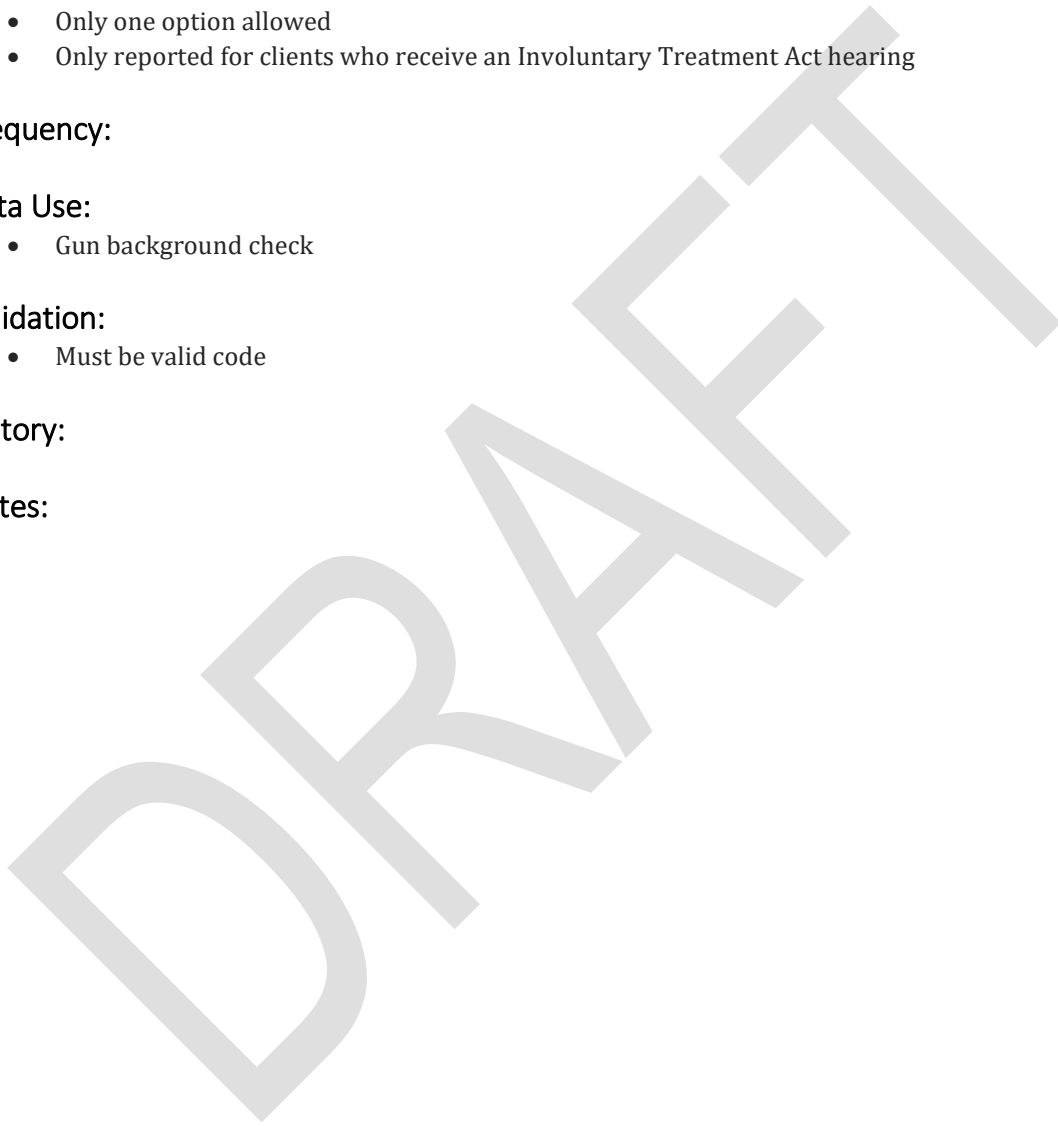 • Only one option allowed
• Only reported for clients who receive an Involuntary Treatment Act hearing
equency:
ta Use:
• Gun background check
idation:
• Must be valid code
tory:
tes:
DRAFT